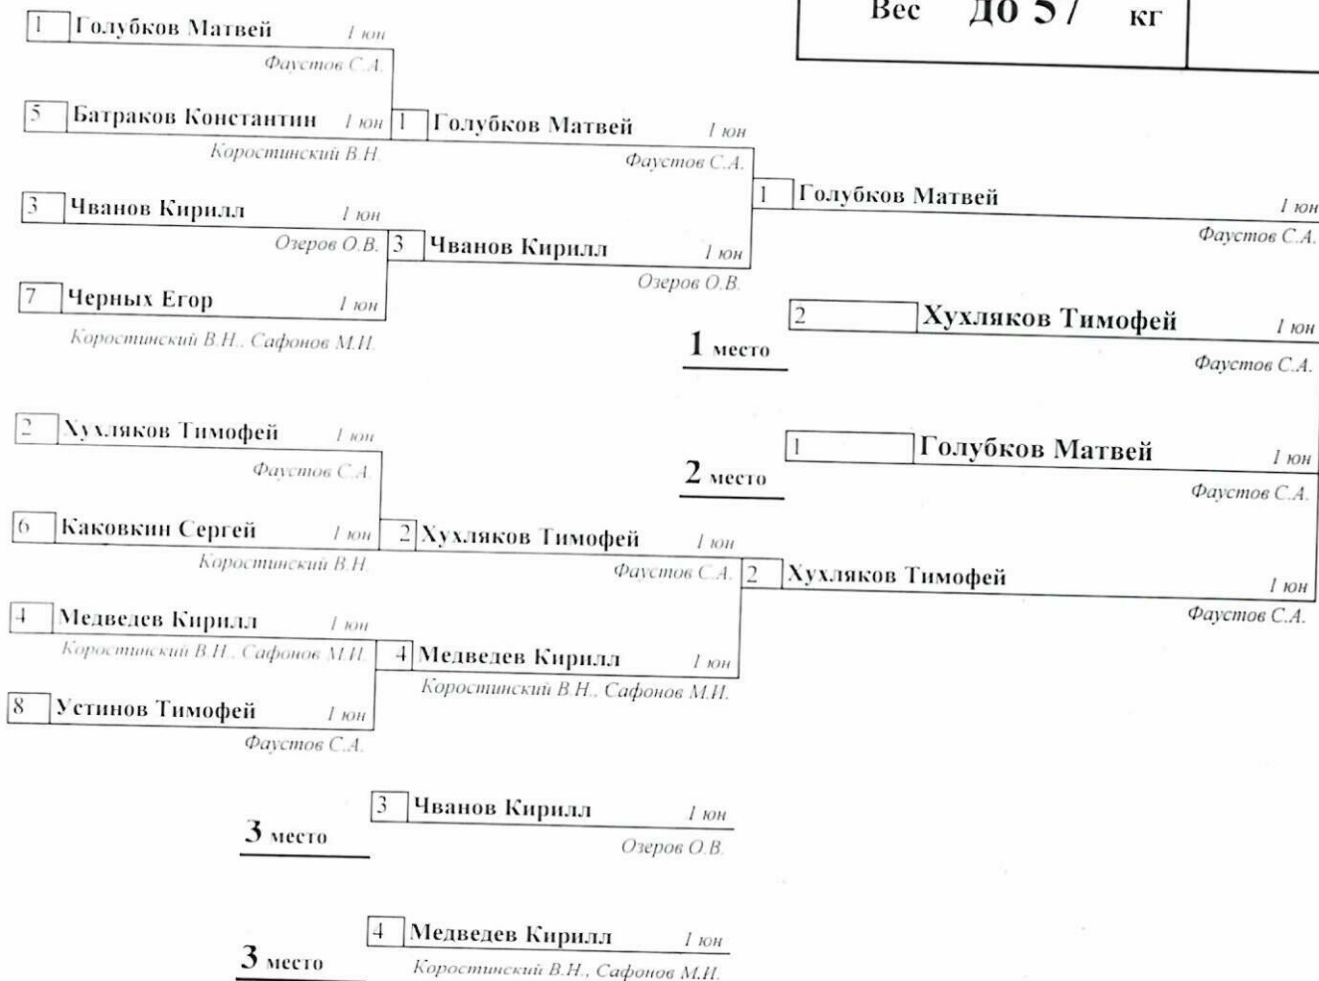 Вес до 57 кг
1 Голубков Матвей 1 юн
Фаустов С.А.
5 Батраков Константин 1 юн
Коростинский В.Н.
1 Голубков Матвей 1 юн
Фаустов С.А.
3 Чванов Кирилл 1 юн
Озеров О.В.
7 Черных Егор 1 юн
Коростинский В.Н., Сафонов М.И.
3 Чванов Кирилл 1 юн
Озеров О.В.
1 Голубков Матвей 1 юн
Фаустов С.А.
1 место
2 Хухляков Тимофей 1 юн
Фаустов С.А.
2 место
1 Голубков Матвей 1 юн
Фаустов С.А.
2 Хухляков Тимофей 1 юн
Фаустов С.А.
6 Каковкин Сергей 1 юн
Коростинский В.Н.
2 Хухляков Тимофей 1 юн
Фаустов С.А.
2 Хухляков Тимофей 1 юн
Фаустов С.А.
4 Медведев Кирилл 1 юн
Коростинский В.Н., Сафонов М.И.
8 Устинов Тимофей 1 юн
Фаустов С.А.
4 Медведев Кирилл 1 юн
Коростинский В.Н., Сафонов М.И.
3 место
3 Чванов Кирилл 1 юн
Озеров О.В.
3 место
4 Медведев Кирилл 1 юн
Коростинский В.Н., Сафонов М.И.